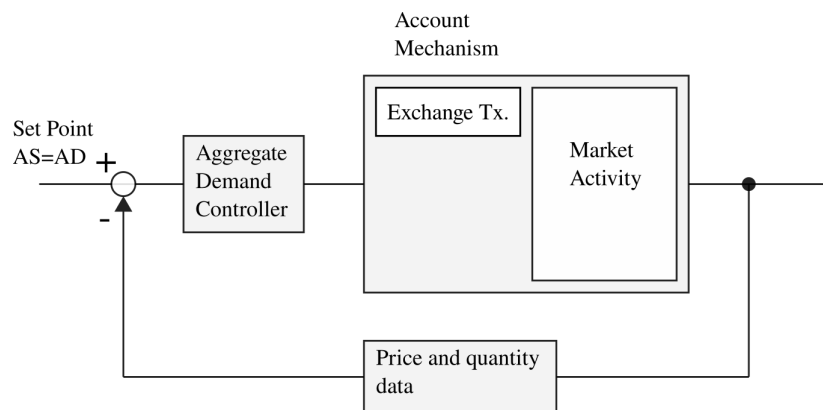 Account
Mechanism
Exchange Tx.
Set Point
AS=AD
+
Aggregate
Demand
Controller
Market
Activity
-
Price and quantity
data